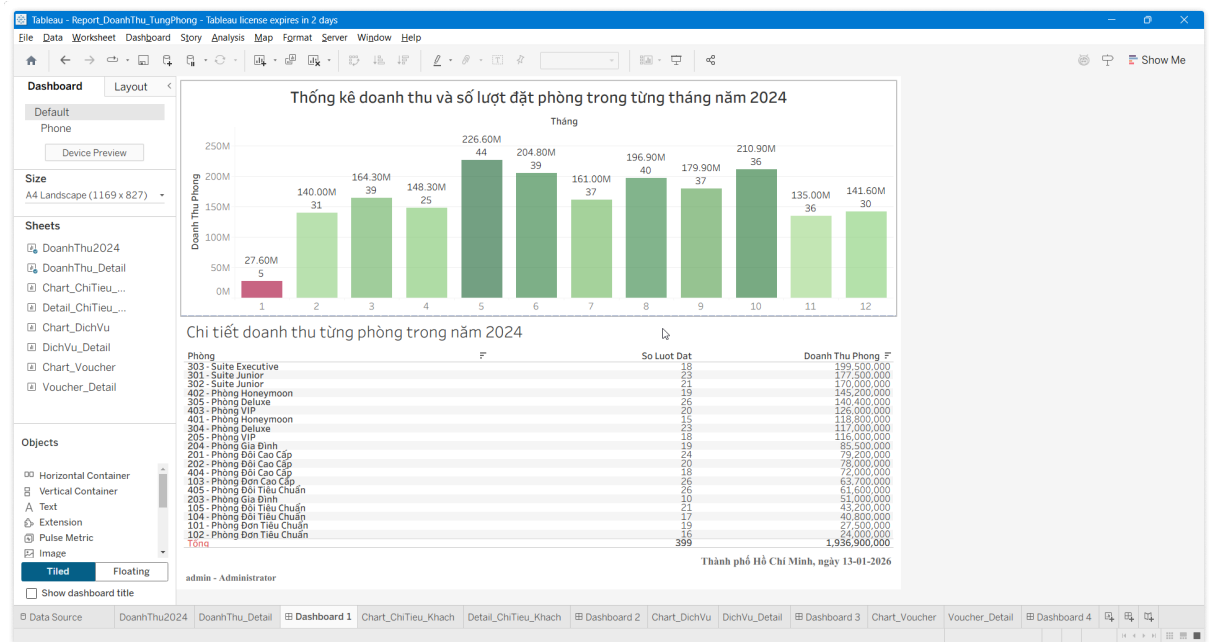 Tableau - Report_DoanhThu_TungPhong - Tableau license expires in 2 days
File Data Worksheet Dashboard Story Analysis Map Format Server Window Help
Show Me
Dashboard Layout
Default
Phone
Device Preview
Size
A4 Landscape (1169 x 827)
Sheets
DoanhThu2024
DoanhThu_Detail
Chart_ChiTieu_...
Detail_ChiTieu_...
Chart_DichVu
DichVu_Detail
Chart_Voucher
Voucher_Detail
Objects
Horizontal Container
Vertical Container
Text
Extension
Pulse Metric
Image
Tiled Floating
Show dashboard title
Thống kê doanh thu và số lượt đặt phòng trong từng tháng năm 2024
Tháng
Doanh Thu Phong
250M
200M
150M
100M
50M
0M
27.60M
5
140.00M
31
164.30M
39
148.30M
25
226.60M
44
204.80M
39
161.00M
37
196.90M
40
179.90M
37
210.90M
36
135.00M
36
141.60M
30
1 2 3 4 5 6 7 8 9 10 11 12
Chi tiết doanh thu từng phòng trong năm 2024
Phòng So Luot Dat Doanh Thu Phong
303 - Suite Executive 18 199,500,000
301 - Suite Junior 23 177,500,000
302 - Suite Junior 21 170,000,000
402 - Phòng Honeymoon 19 145,200,000
305 - Phòng Deluxe 26 140,400,000
403 - Phòng VIP 20 126,000,000
401 - Phòng Honeymoon 15 118,800,000
304 - Phòng Deluxe 23 117,000,000
205 - Phòng VIP 18 116,000,000
204 - Phòng Gia Đình 19 85,500,000
201 - Phòng Đôi Cao Cấp 24 79,200,000
202 - Phòng Đôi Cao Cấp 20 78,000,000
404 - Phòng Đôi Cao Cấp 18 72,000,000
103 - Phòng Đơn Cao Cấp 26 63,700,000
405 - Phòng Đôi Tiêu Chuẩn 26 61,600,000
203 - Phòng Gia Đình 10 51,000,000
105 - Phòng Đôi Tiêu Chuẩn 21 43,200,000
104 - Phòng Đôi Tiêu Chuẩn 17 40,800,000
101 - Phòng Đơn Tiêu Chuẩn 19 27,500,000
102 - Phòng Đơn Tiêu Chuẩn 16 24,000,000
Tổng 399 1,936,900,000
Thành phố Hồ Chí Minh, ngày 13-01-2026
admin - Administrator
Data Source DoanhThu2024 DoanhThu_Detail Dashboard 1 Chart_ChiTieu_Khach Detail_ChiTieu_Khach Dashboard 2 Chart_DichVu DichVu_Detail Dashboard 3 Chart_Voucher Voucher_Detail Dashboard 4